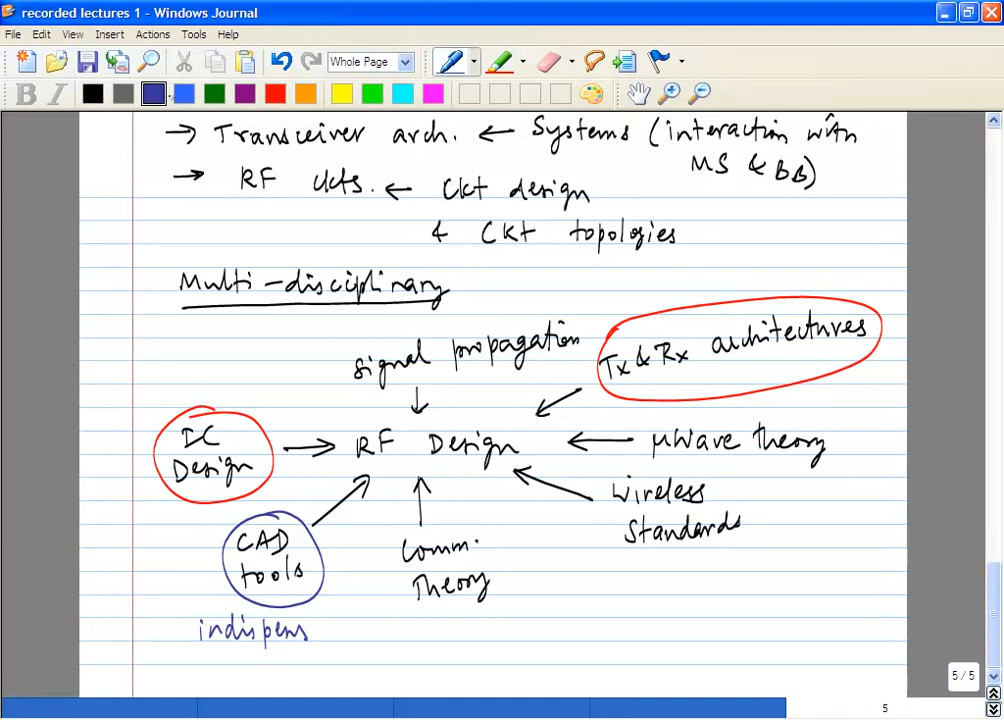 recorded lectures 1 - Windows Journal
File Edit View Insert Actions Tools Help
Whole Page
B I
→ Transceiver arch. ← Systems (interaction with
MS & BB)
→ RF ckts. ← Ckt design
& CKT topologies
Multi-disciplinary
signal propagation
Tx & Rx architectures
IC
Design
→ RF Design ← μWave theory
Wireless
Standards
CAD
tools
Comm.
Theory
indispens
5/5
5